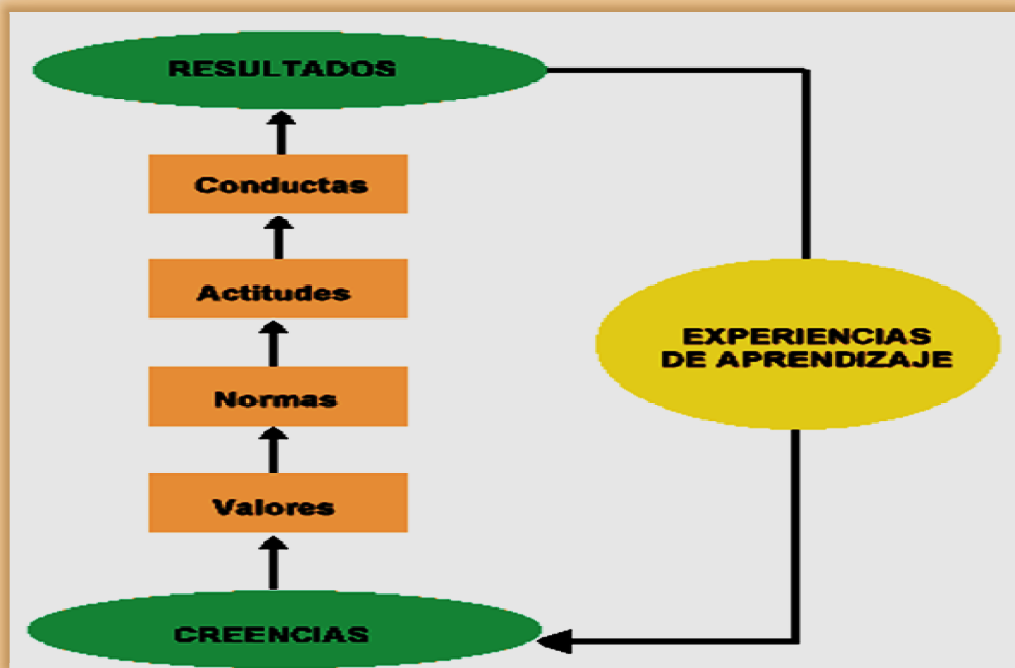 RESULTADOS
Conductas
Actitudes
Normas
Valores
CREENCIAS
EXPERIENCIAS
DE APRENDIZAJE